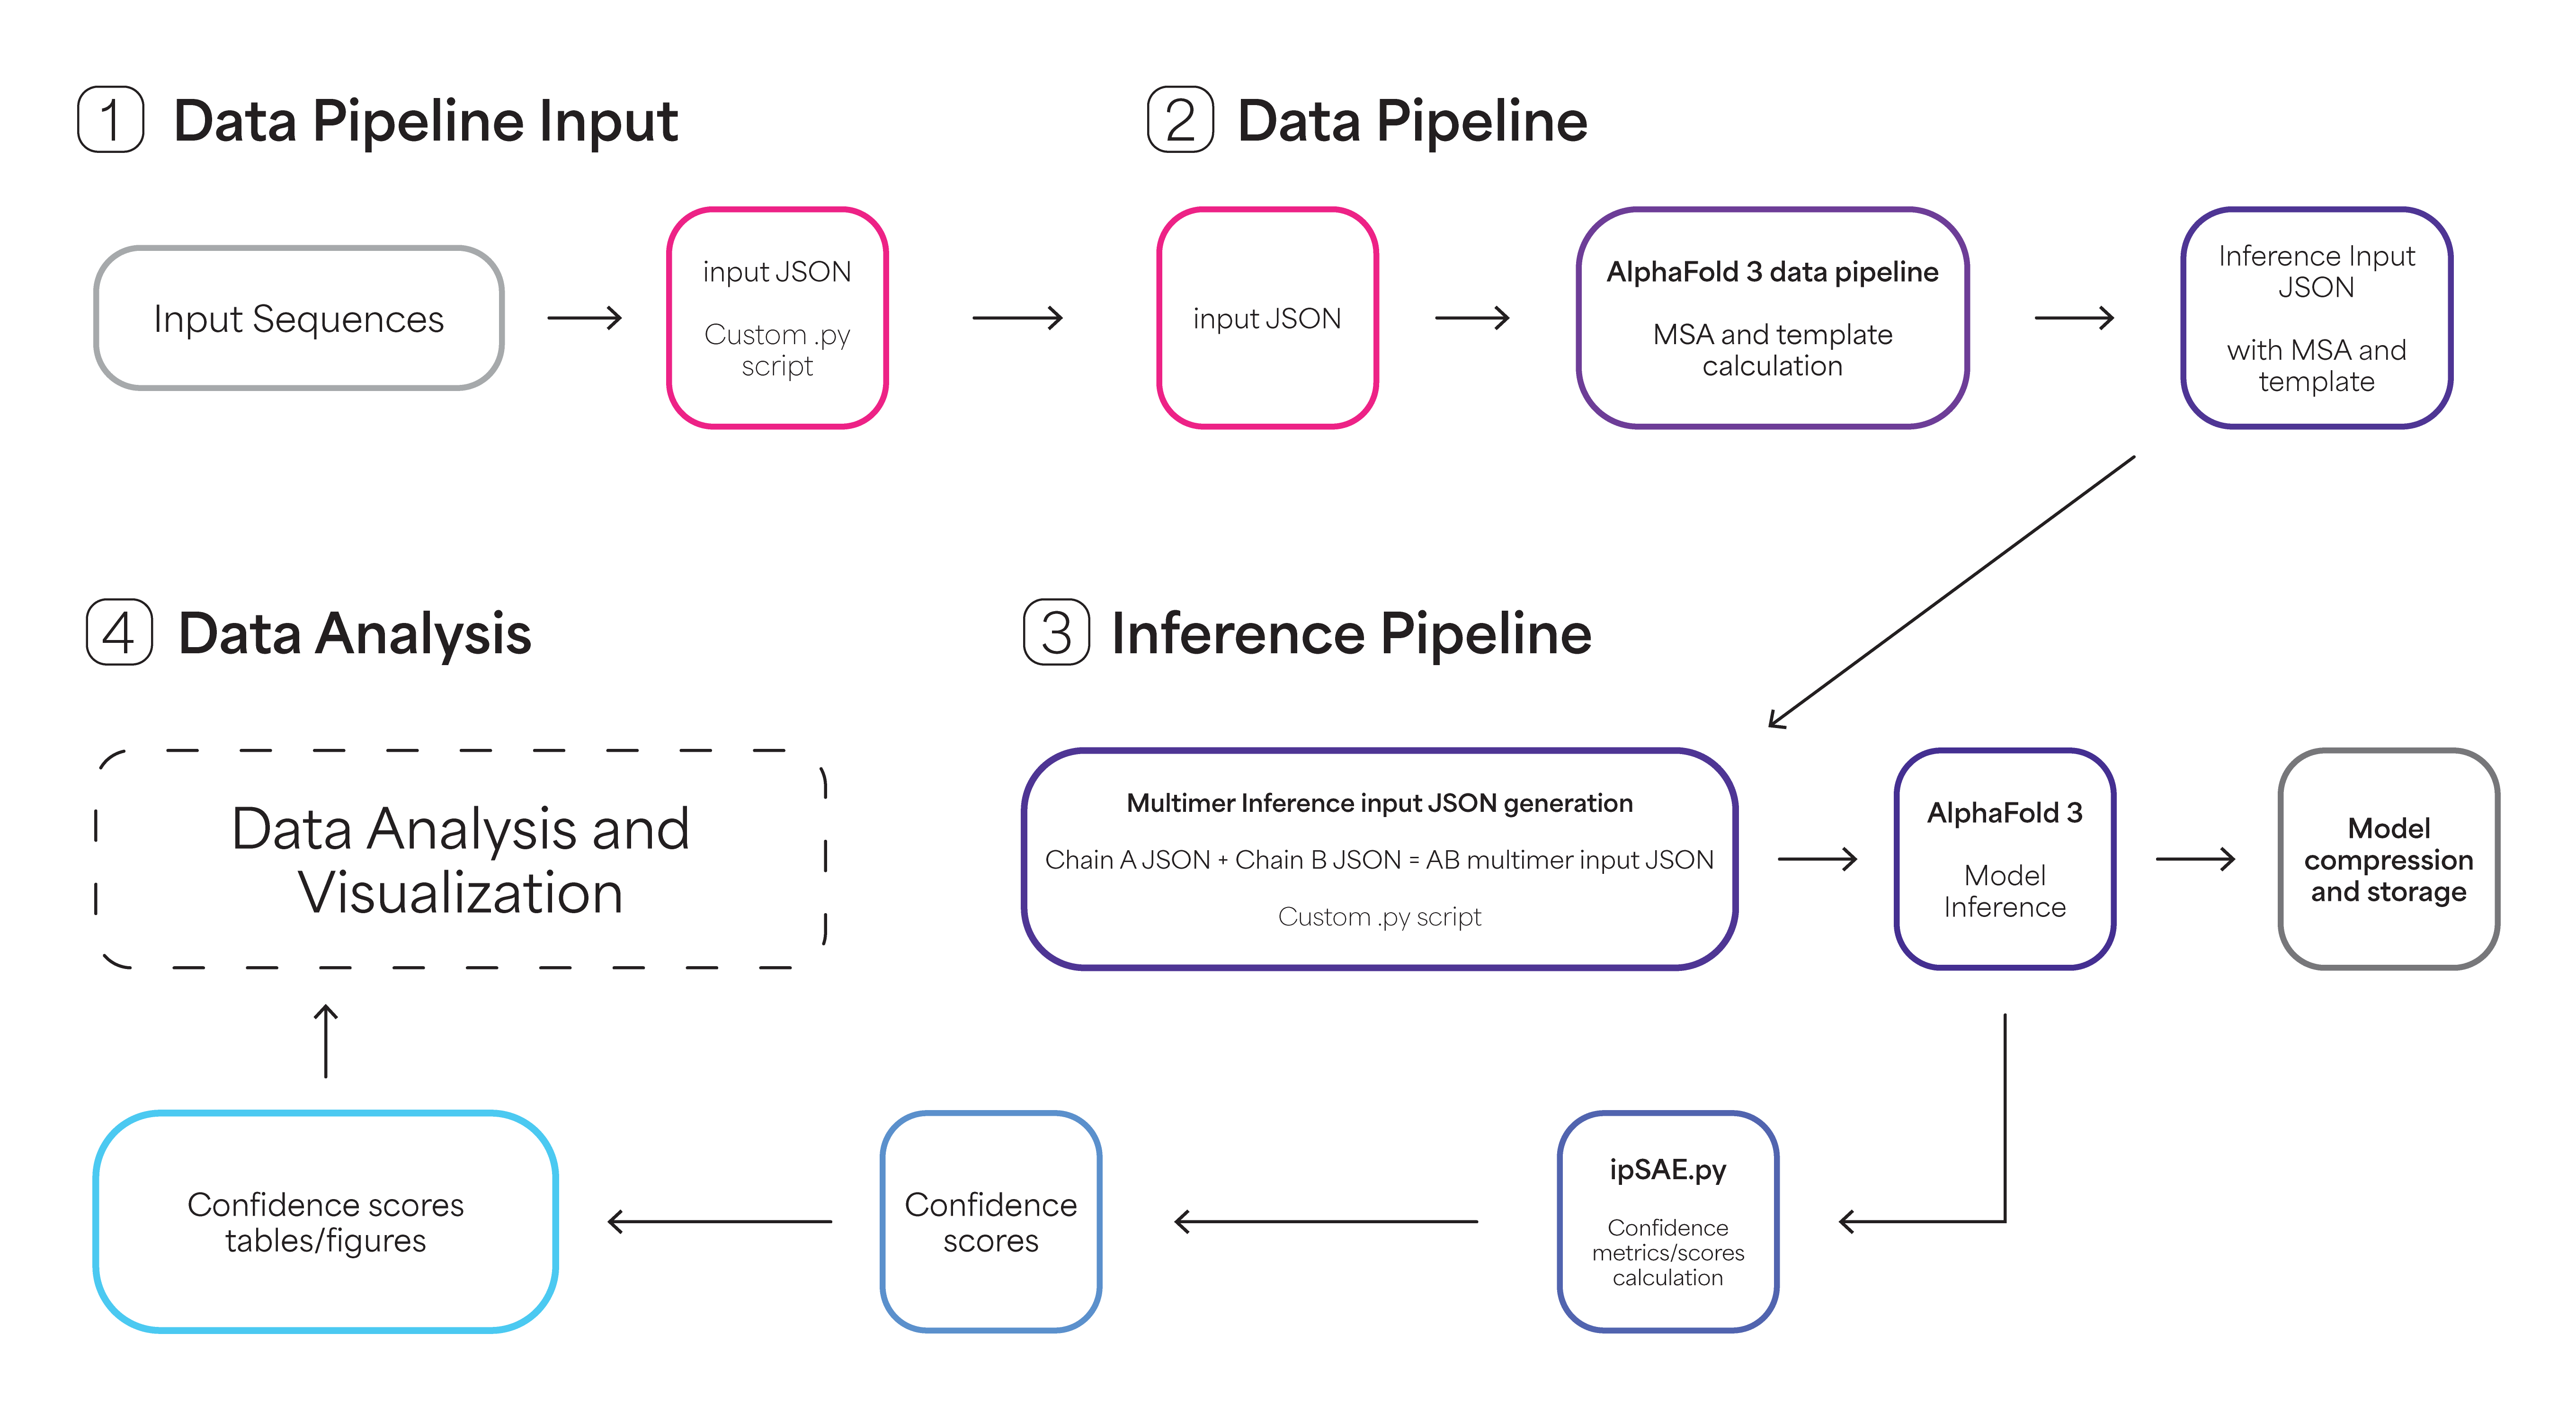 1 Data Pipeline Input
Input Sequences
input JSON
Custom .py
script
2 Data Pipeline
input JSON
AlphaFold 3 data pipeline
MSA and template
calculation
Inference Input
JSON
with MSA and
template
3 Inference Pipeline
Multimer Inference input JSON generation
Chain A JSON + Chain B JSON = AB multimer input JSON
Custom .py script
AlphaFold 3
Model
Inference
Model
compression
and storage
ipSAE.py
Confidence
metrics/scores
calculation
Confidence
scores
4 Data Analysis
Confidence scores
tables/figures
Data Analysis and
Visualization